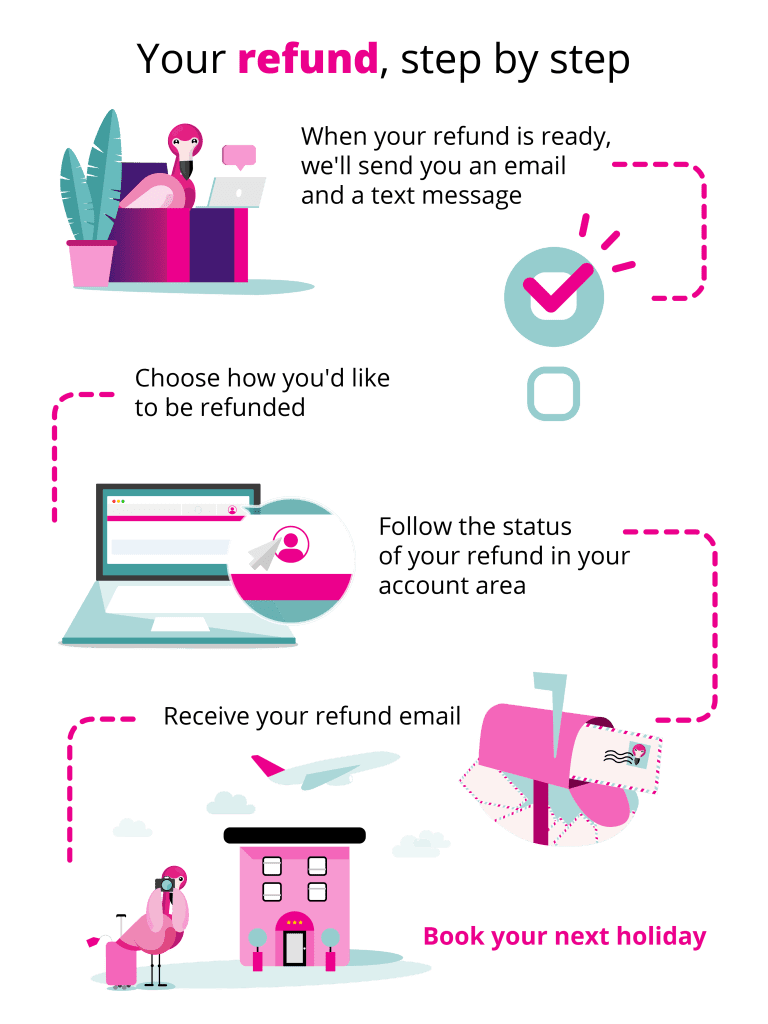 Your refund, step by step
When your refund is ready,
we'll send you an email
and a text message
Choose how you'd like
to be refunded
Follow the status
of your refund in your
account area
Receive your refund email
Book your next holiday